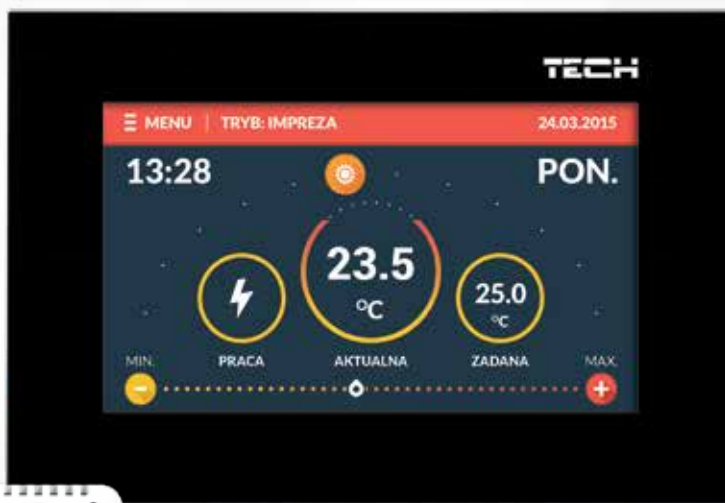 TECH
MENU | TRYB: IMPREZA 24.03.2015
13:28 PON.
23.5 °C
25.0 °C
MIN. PRACA AKTUALNA ZADANA MAX.
− +